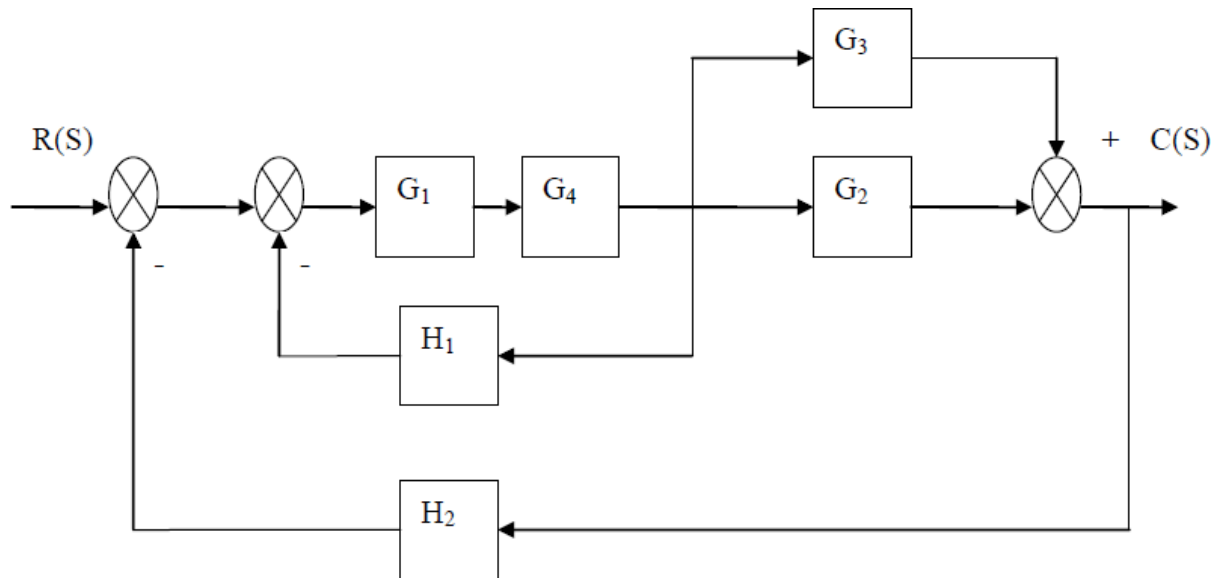 G₃
R(S)
+ C(S)
G₁
G₄
G₂
-
-
H₁
H₂